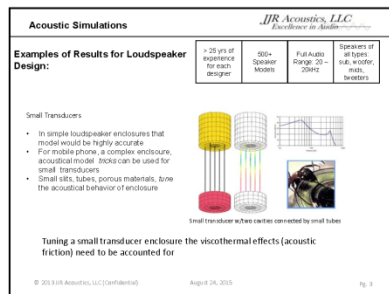 Acoustic Simulations
JJR Acoustics, LLC
Excellence in Audio
Examples of Results for Loudspeaker
Design:
> 25 yrs of
experience
for each
designer
500+
Speaker
Models
Full Audio
Range: 20 –
20kHz
Speakers of
all types:
sub, woofer,
mids,
tweeters
Small Transducers
• In simple loudspeaker enclosures that
model would be highly accurate
• For mobile phone, a complex enclosure,
acoustical model tricks can be used for
small transducers
• Small slits, tubes, porous materials, tune
the acoustical behavior of enclosure
Small transducer w/two cavities connected by small tubes
Tuning a small transducer enclosure the viscothermal effects (acoustic
friction) need to be accounted for
© 2013 JJR Acoustics, LLC (Confidential)
August 24, 2015
Pg. 3